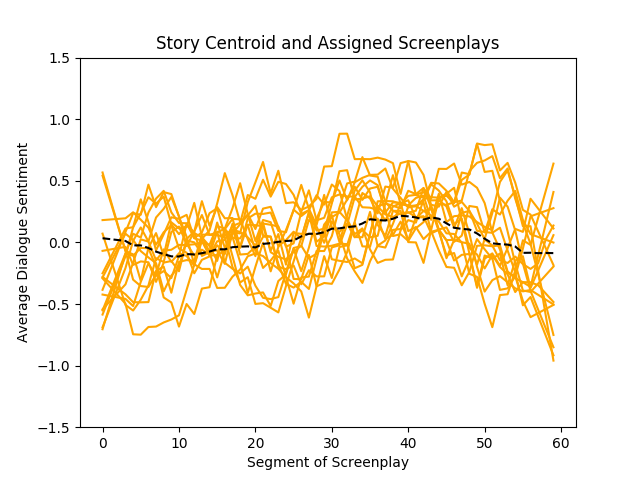 Story Centroid and Assigned Screenplays
1.5
1.0
0.5
0.0
−0.5
−1.0
−1.5
Average Dialogue Sentiment
0 10 20 30 40 50 60
Segment of Screenplay